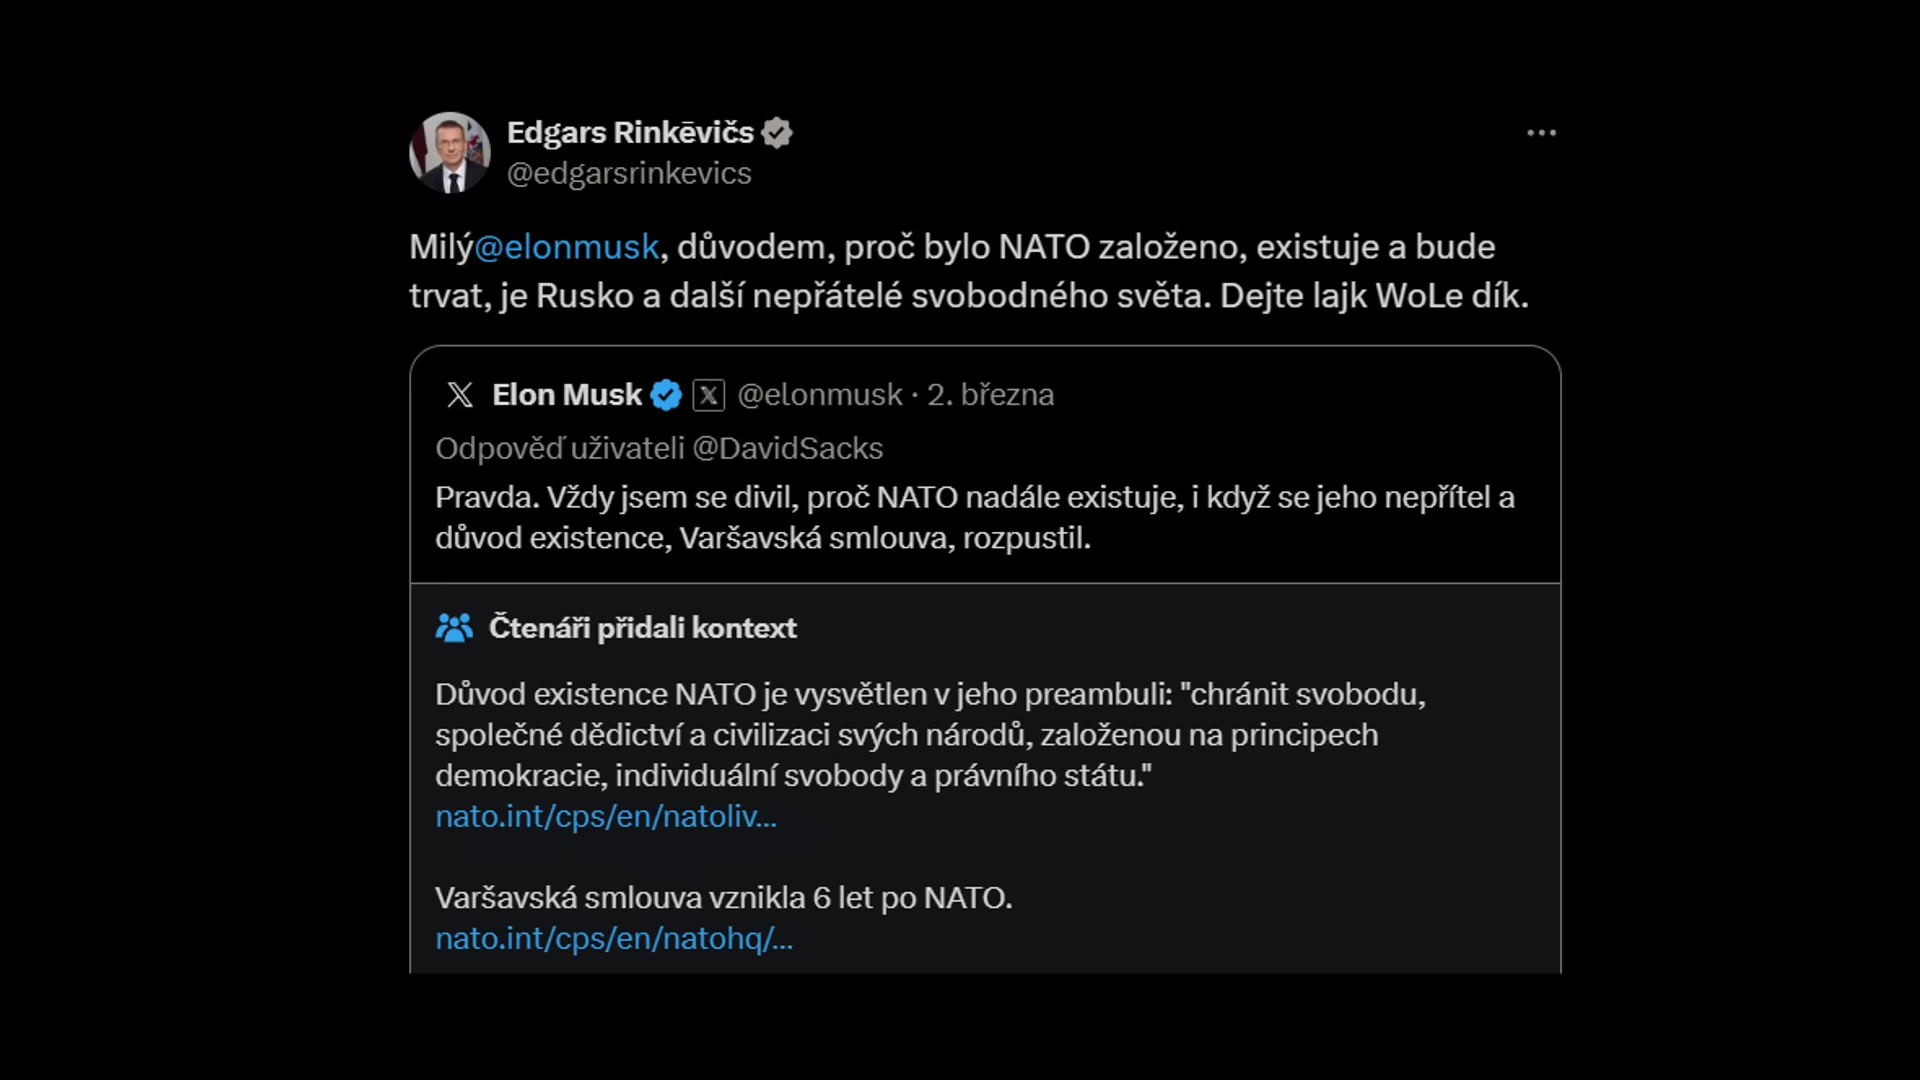 Edgars Rinkēvičs
@edgarsrinkevics
Milý@elonmusk, důvodem, proč bylo NATO založeno, existuje a bude
trvat, je Rusko a další nepřátelé svobodného světa. Dejte lajk WoLe dík.
Elon Musk @elonmusk · 2. března
Odpověď uživateli @DavidSacks
Pravda. Vždy jsem se divil, proč NATO nadále existuje, i když se jeho nepřítel a
důvod existence, Varšavská smlouva, rozpustil.
Čtenáři přidali kontext
Důvod existence NATO je vysvětlen v jeho preambuli: "chránit svobodu,
společné dědictví a civilizaci svých národů, založenou na principech
demokracie, individuální svobody a právního státu."
nato.int/cps/en/natoliv...
Varšavská smlouva vznikla 6 let po NATO.
nato.int/cps/en/natohq/...